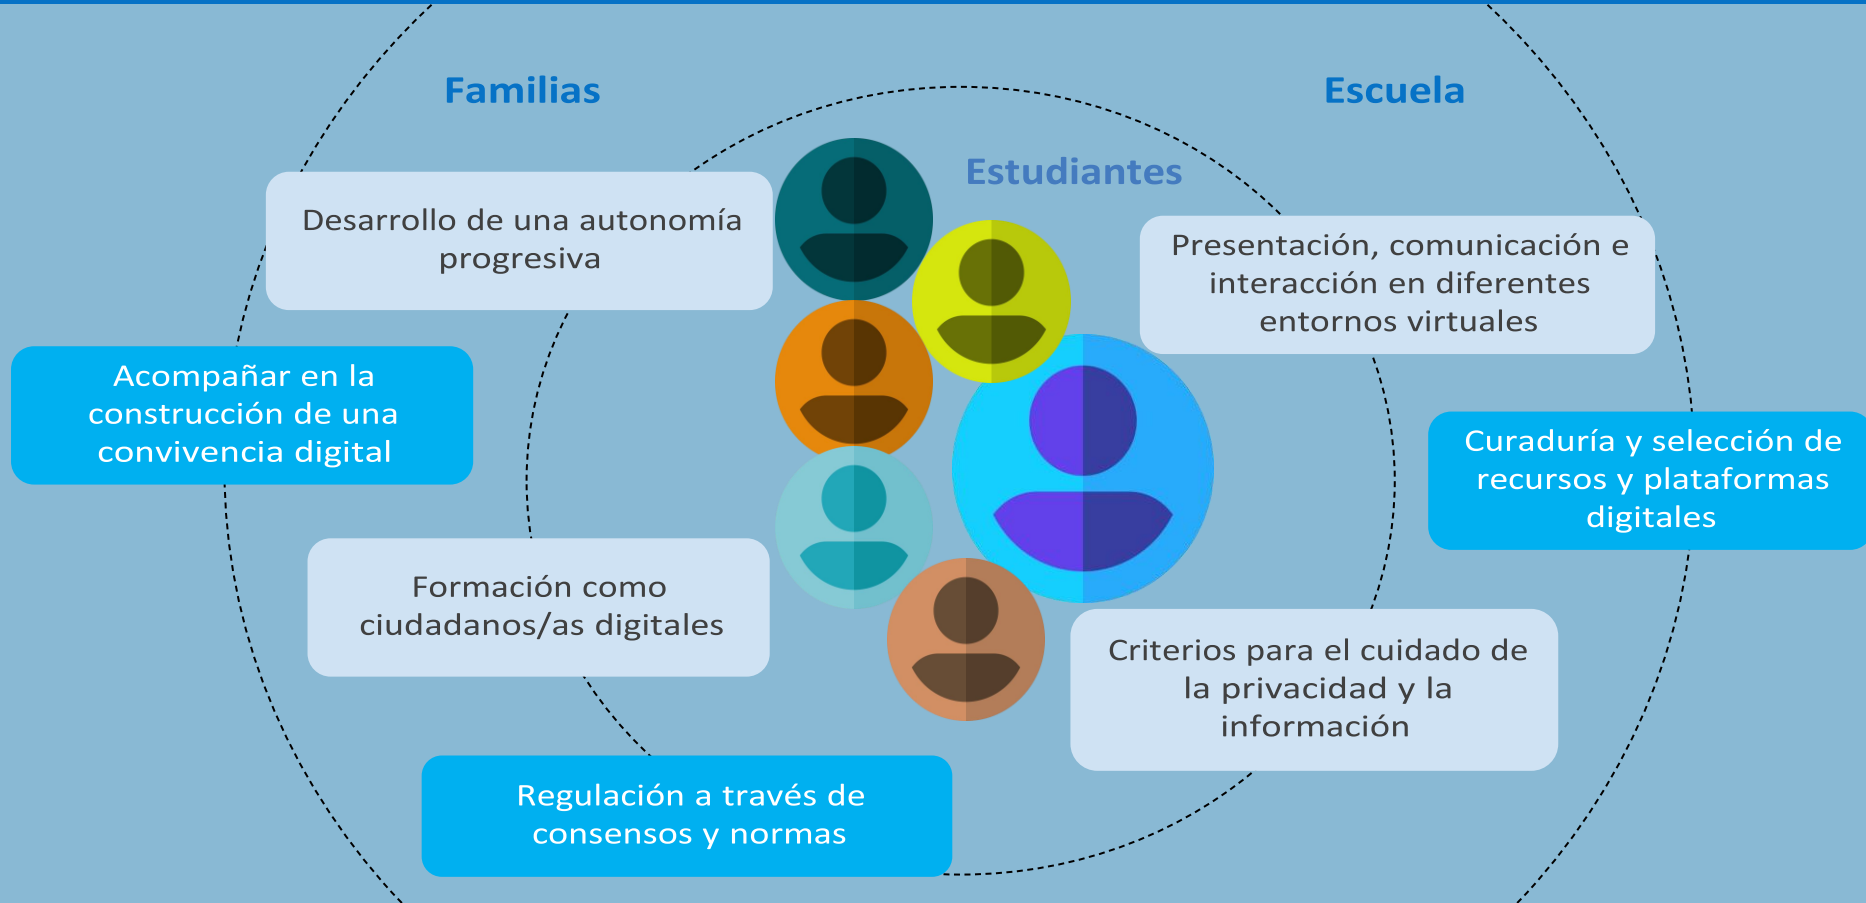 Familias
Escuela
Estudiantes
Desarrollo de una autonomía
progresiva
Presentación, comunicación e
interacción en diferentes
entornos virtuales
Acompañar en la
construcción de una
convivencia digital
Curaduría y selección de
recursos y plataformas
digitales
Formación como
ciudadanos/as digitales
Criterios para el cuidado de
la privacidad y la
información
Regulación a través de
consensos y normas